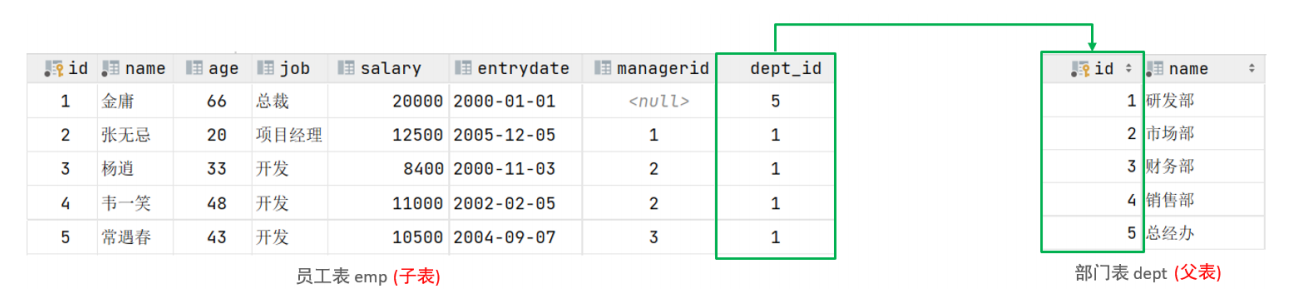 id name age job salary entrydate managerid dept_id
1 金庸 66 总裁 20000 2000-01-01 <null> 5
2 张无忌 20 项目经理 12500 2005-12-05 1 1
3 杨逍 33 开发 8400 2000-11-03 2 1
4 韦一笑 48 开发 11000 2002-02-05 2 1
5 常遇春 43 开发 10500 2004-09-07 3 1
员工表 emp (子表)
id name
1 研发部
2 市场部
3 财务部
4 销售部
5 总经办
部门表 dept (父表)